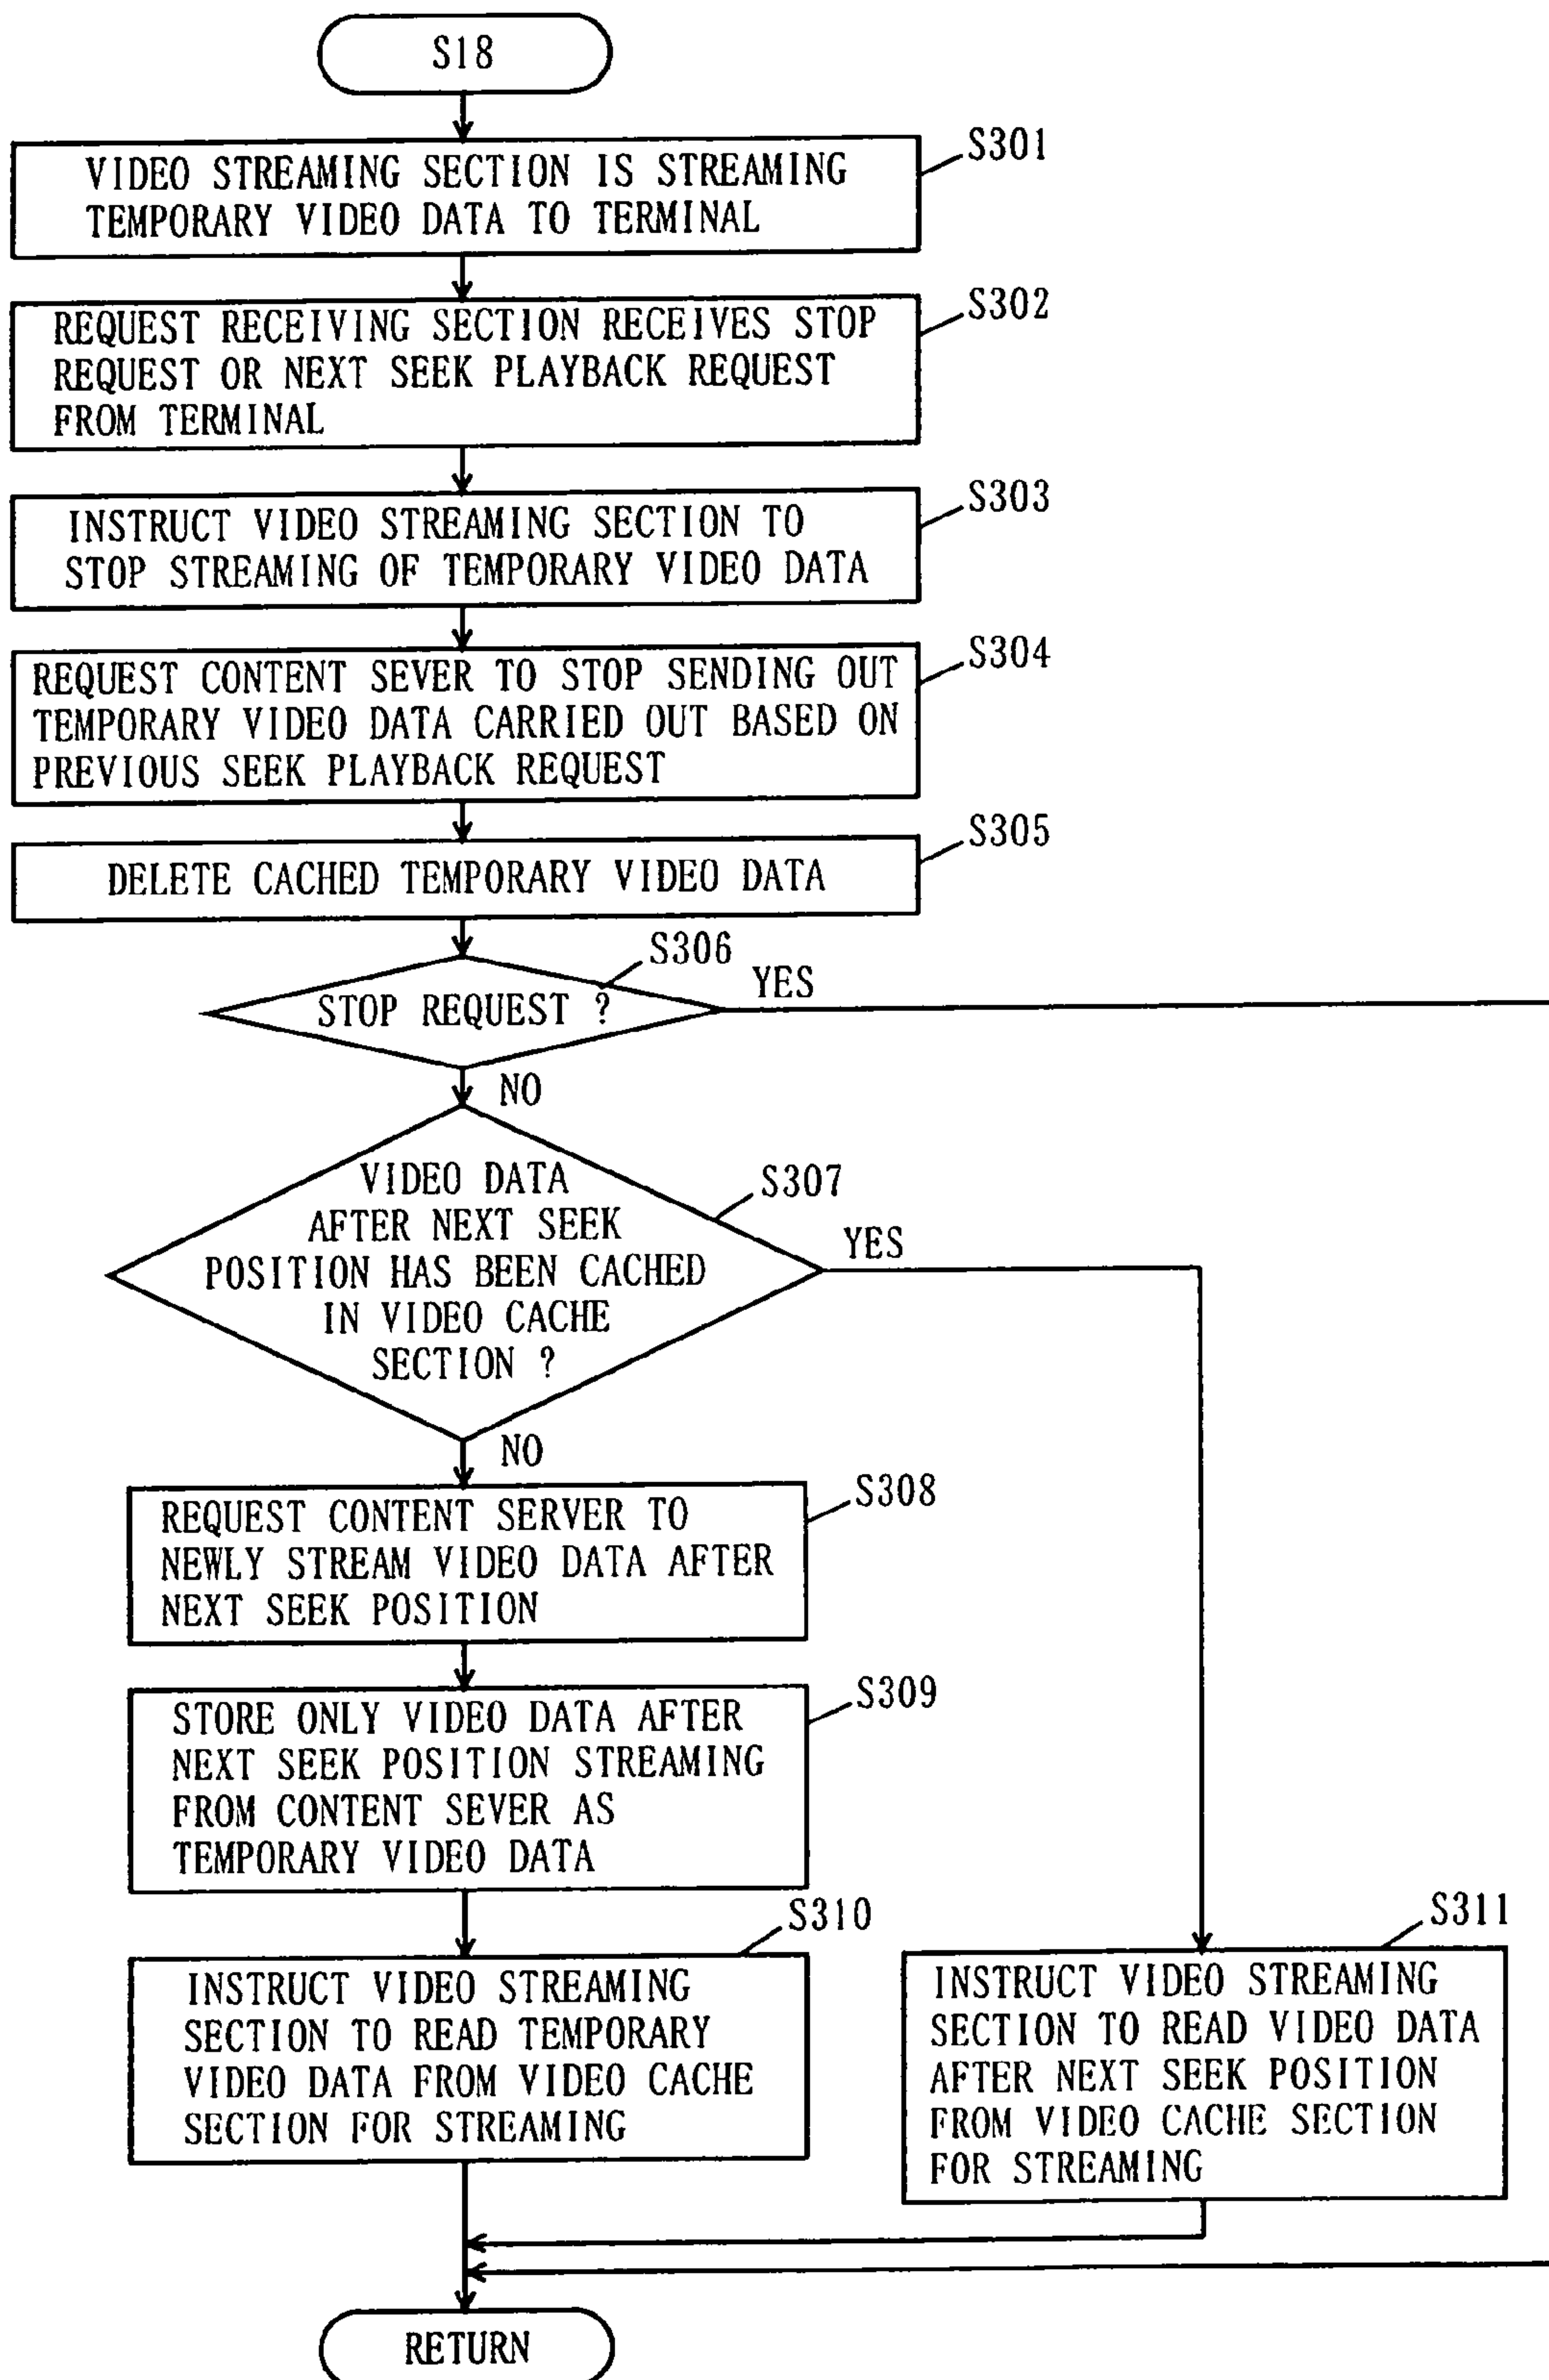 S18
S301
VIDEO STREAMING SECTION IS STREAMING
TEMPORARY VIDEO DATA TO TERMINAL
S302
REQUEST RECEIVING SECTION RECEIVES STOP
REQUEST OR NEXT SEEK PLAYBACK REQUEST
FROM TERMINAL
S303
INSTRUCT VIDEO STREAMING SECTION TO
STOP STREAMING OF TEMPORARY VIDEO DATA
S304
REQUEST CONTENT SEVER TO STOP SENDING OUT
TEMPORARY VIDEO DATA CARRIED OUT BASED ON
PREVIOUS SEEK PLAYBACK REQUEST
S305
DELETE CACHED TEMPORARY VIDEO DATA
S306
YES
STOP REQUEST ?
NO
S307
VIDEO DATA
AFTER NEXT SEEK
POSITION HAS BEEN CACHED
IN VIDEO CACHE
SECTION ?
YES
NO
S308
REQUEST CONTENT SERVER TO
NEWLY STREAM VIDEO DATA AFTER
NEXT SEEK POSITION
S309
STORE ONLY VIDEO DATA AFTER
NEXT SEEK POSITION STREAMING
FROM CONTENT SEVER AS
TEMPORARY VIDEO DATA
S310
INSTRUCT VIDEO STREAMING
SECTION TO READ TEMPORARY
VIDEO DATA FROM VIDEO CACHE
SECTION FOR STREAMING
S311
INSTRUCT VIDEO STREAMING
SECTION TO READ VIDEO DATA
AFTER NEXT SEEK POSITION
FROM VIDEO CACHE SECTION
FOR STREAMING
RETURN